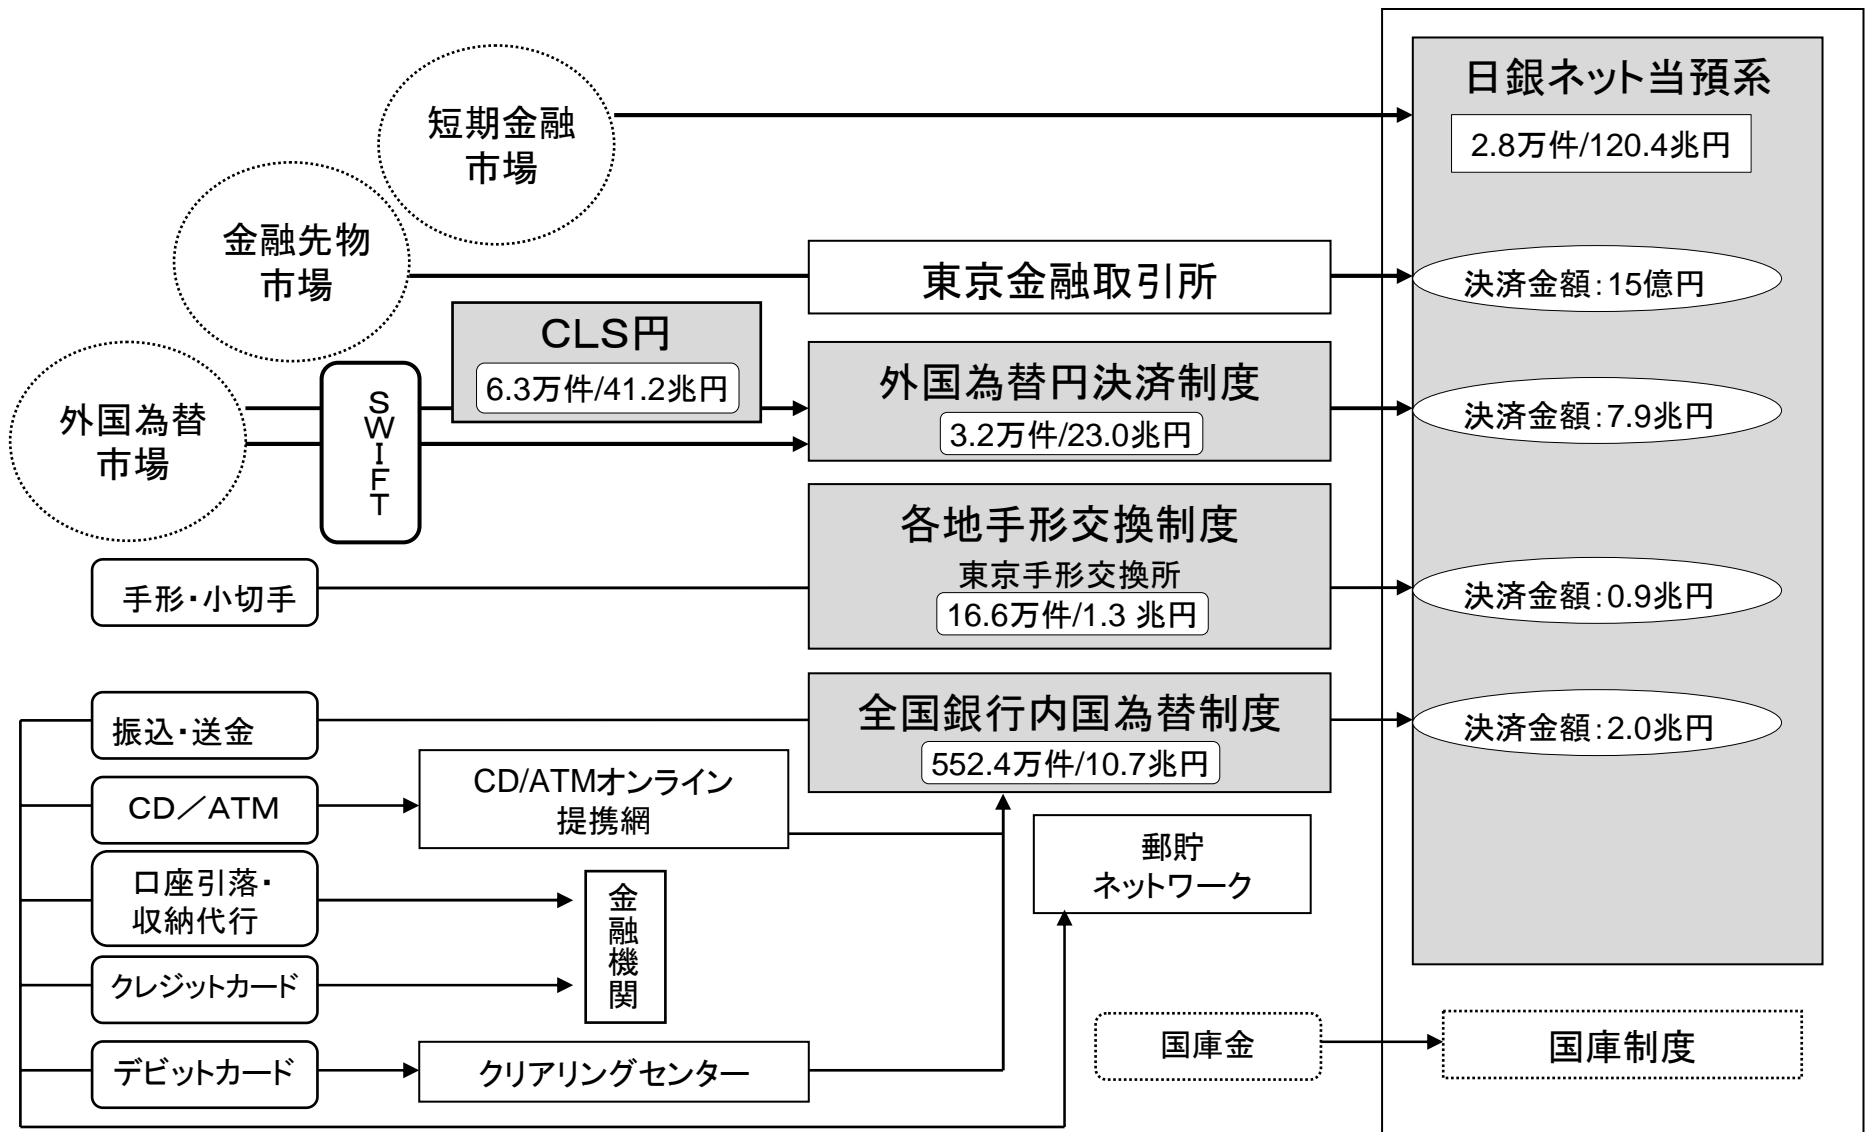 日銀ネット当預系
2.8万件/120.4兆円
短期金融
市場
金融先物
市場
東京金融取引所
決済金額：15億円
CLS円
6.3万件/41.2兆円
外国為替円決済制度
3.2万件/23.0兆円
決済金額：7.9兆円
外国為替
市場
SWIFT
各地手形交換制度
東京手形交換所
16.6万件/1.3 兆円
手形・小切手
決済金額：0.9兆円
全国銀行内国為替制度
552.4万件/10.7兆円
振込・送金
決済金額：2.0兆円
CD／ATM
CD/ATMオンライン
提携網
郵貯
ネットワーク
口座引落・
収納代行
金融機関
クレジットカード
デビットカード
クリアリングセンター
国庫金
国庫制度